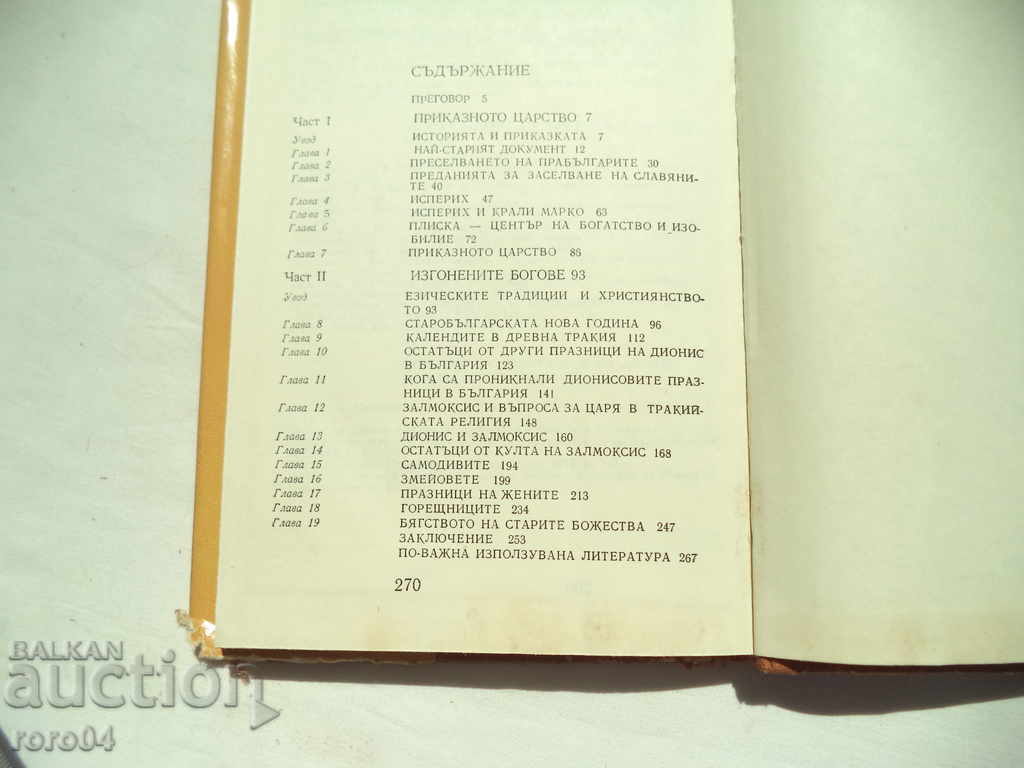 СЪДЪРЖАНИЕ
ПРЕГОВОР 5
Част I ПРИКАЗНОТО ЦАРСТВО 7
Увод ИСТОРИЯТА И ПРИКАЗКАТА 7
Глава 1 НАЙ-СТАРИЯТ ДОКУМЕНТ 12
Глава 2 ПРЕСЕЛВАНЕТО НА ПРАБЪЛГАРИТЕ 30
Глава 3 ПРЕДАНИЯТА ЗА ЗАСЕЛВАНЕ НА СЛАВЯНИ-
ТЕ 40
Глава 4 ИСПЕРИХ 47
Глава 5 ИСПЕРИХ И КРАЛИ МАРКО 63
Глава 6 ПЛИСКА — ЦЕНТЪР НА БОГАТСТВО И ИЗО-
БИЛИЕ 72
Глава 7 ПРИКАЗНОТО ЦАРСТВО 86
Част II ИЗГОНЕНИТЕ БОГОВЕ 93
Увод ЕЗИЧЕСКИТЕ ТРАДИЦИИ И ХРИСТИЯНСТВО-
ТО 93
Глава 8 СТАРОБЪЛГАРСКАТА НОВА ГОДИНА 96
Глава 9 КАЛЕНДИТЕ В ДРЕВНА ТРАКИЯ 112
Глава 10 ОСТАТЪЦИ ОТ ДРУГИ ПРАЗНИЦИ НА ДИОНИС
В БЪЛГАРИЯ 123
Глава 11 КОГА СА ПРОНИКНАЛИ ДИОНИСОВИТЕ ПРАЗ-
НИЦИ В БЪЛГАРИЯ 141
Глава 12 ЗАЛМОКСИС И ВЪПРОСА ЗА ЦАРЯ В ТРАКИЙ-
СКАТА РЕЛИГИЯ 148
Глава 13 ДИОНИС И ЗАЛМОКСИС 160
Глава 14 ОСТАТЪЦИ ОТ КУЛТА НА ЗАЛМОКСИС 168
Глава 15 САМОДИВИТЕ 194
Глава 16 ЗМЕЙОВЕТЕ 199
Глава 17 ПРАЗНИЦИ НА ЖЕНИТЕ 213
Глава 18 ГОРЕЩНИЦИТЕ 234
Глава 19 БЯГСТВОТО НА СТАРИТЕ БОЖЕСТВА 247
ЗАКЛЮЧЕНИЕ 253
ПО-ВАЖНА ИЗПОЛЗУВАНА ЛИТЕРАТУРА 267
270
BALKAN
auction
roro04